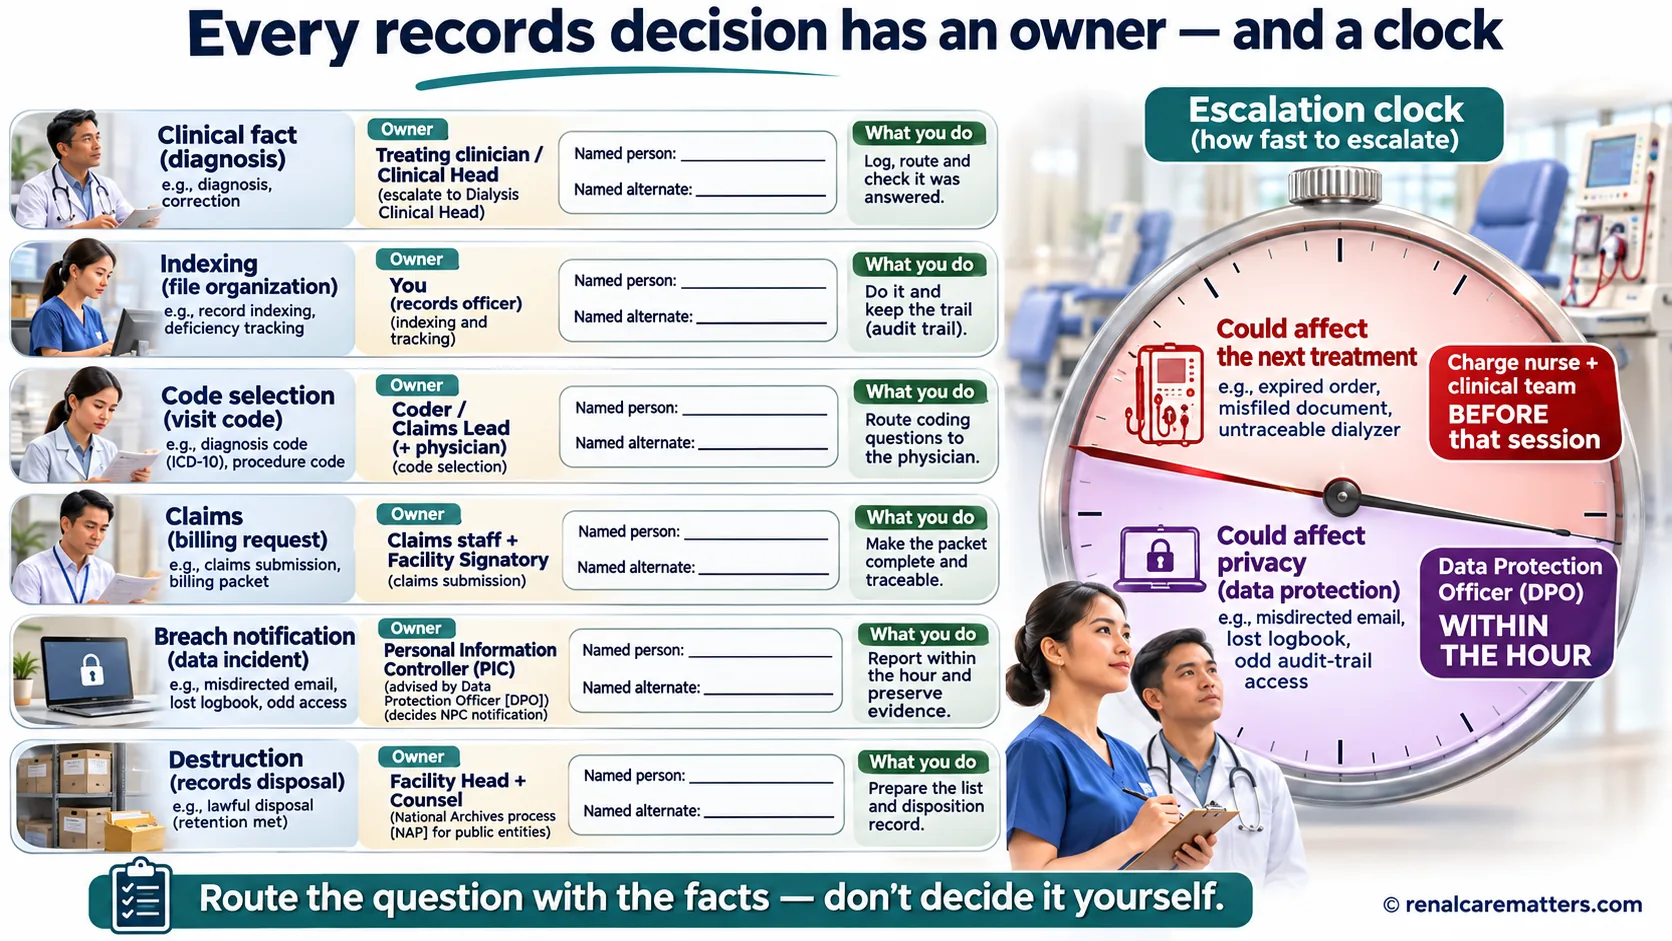 Every records decision has an owner — and a clock
Clinical fact
(diagnosis)
e.g., diagnosis,
correction
Owner
Treating clinician /
Clinical Head
(escalate to Dialysis
Clinical Head)
Named person:
Named alternate:
What you do
Log, route and
check it was
answered.
Indexing
(file organization)
e.g., record indexing,
deficiency tracking
Owner
You
(records officer)
(indexing and
tracking)
Named person:
Named alternate:
What you do
Do it and
keep the trail
(audit trail).
Code selection
(visit code)
e.g., diagnosis code
(ICD-10), procedure code
Owner
Coder /
Claims Lead
(+ physician)
(code selection)
Named person:
Named alternate:
What you do
Route coding
questions to
the physician.
Claims
(billing request)
e.g., claims submission,
billing packet
Owner
Claims staff +
Facility Signatory
(claims submission)
Named person:
Named alternate:
What you do
Make the packet
complete and
traceable.
Breach notification
(data incident)
e.g., misdirected email,
lost logbook, odd access
Owner
Personal Information
Controller (PIC)
(advised by Data
Protection Officer [DPO])
(decides NPC notification)
Named person:
Named alternate:
What you do
Report within
the hour and
preserve
evidence.
Destruction
(records disposal)
e.g., lawful disposal
(retention met)
Owner
Facility Head +
Counsel
(National Archives process
[NAP] for public entities)
Named person:
Named alternate:
What you do
Prepare the list
and disposition
record.
Escalation clock
(how fast to escalate)
Could affect
the next treatment
e.g., expired order,
misfiled document,
untraceable dialyzer
Charge nurse +
clinical team
BEFORE
that session
Could affect
privacy
(data protection)
e.g., misdirected email,
lost logbook,
odd audit-trail
access
Data Protection
Officer (DPO)
WITHIN
THE HOUR
Route the question with the facts — don't decide it yourself.
© renalcarematters.com